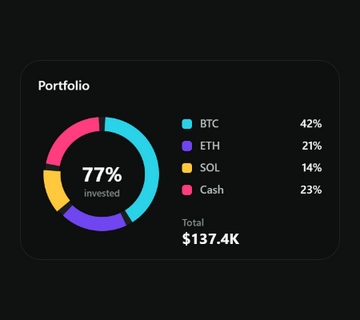 Portfolio
77%
invested
BTC 42%
ETH 21%
SOL 14%
Cash 23%
Total
$137.4K